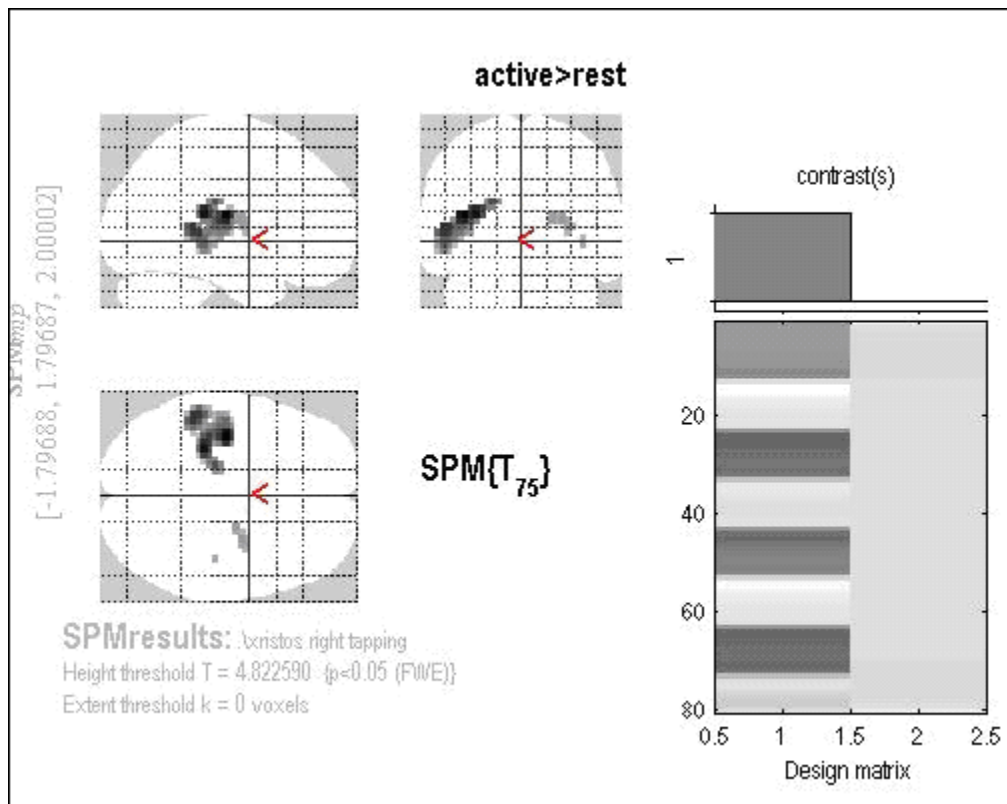 active>rest
contrast(s)
1
SPMmip
[-1.79688, 1.79687, 2.00002]
<
<
<
SPM{T75}
20
40
60
80
0.5 1 1.5 2 2.5
Design matrix
SPMresults: .\xristos right tapping
Height threshold T = 4.822590 {p<0.05 (FWE)}
Extent threshold k = 0 voxels